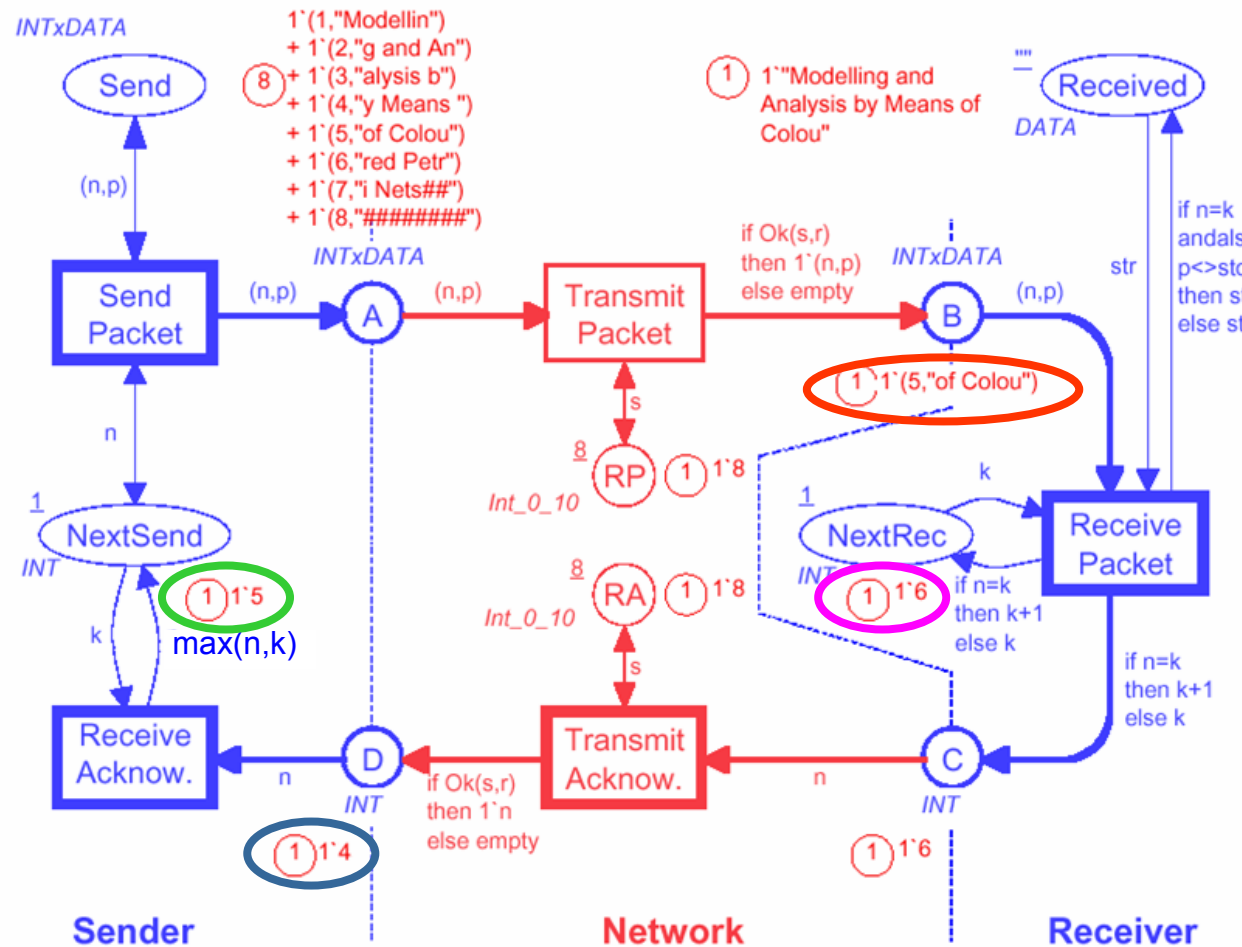 INTxDATA
Send
8
1`(1,"Modellin")
+ 1`(2,"g and An")
+ 1`(3,"alysis b")
+ 1`(4,"y Means ")
+ 1`(5,"of Colou")
+ 1`(6,"red Petr")
+ 1`(7,"i Nets##")
+ 1`(8,"########")
1
1`"Modelling and
Analysis by Means of
Colou"
""
Received
DATA
(n,p)
str
if n=k
andals
p<>sto
then st
else st
Send
Packet
(n,p)
INTxDATA
A
(n,p)
Transmit
Packet
if Ok(s,r)
then 1`(n,p)
else empty
INTxDATA
B
(n,p)
1 1`(5,"of Colou")
n
s
8
RP
1 1`8
Int_0_10
1
NextSend
INT
1 1`5
k
max(n,k)
8
RA
1 1`8
Int_0_10
s
1
NextRec
INT
1 1`6
k
if n=k
then k+1
else k
Receive
Packet
if n=k
then k+1
else k
Receive
Acknow.
n
D
INT
1 1`4
if Ok(s,r)
then 1`n
else empty
Transmit
Acknow.
n
C
INT
1 1`6
Sender
Network
Receiver